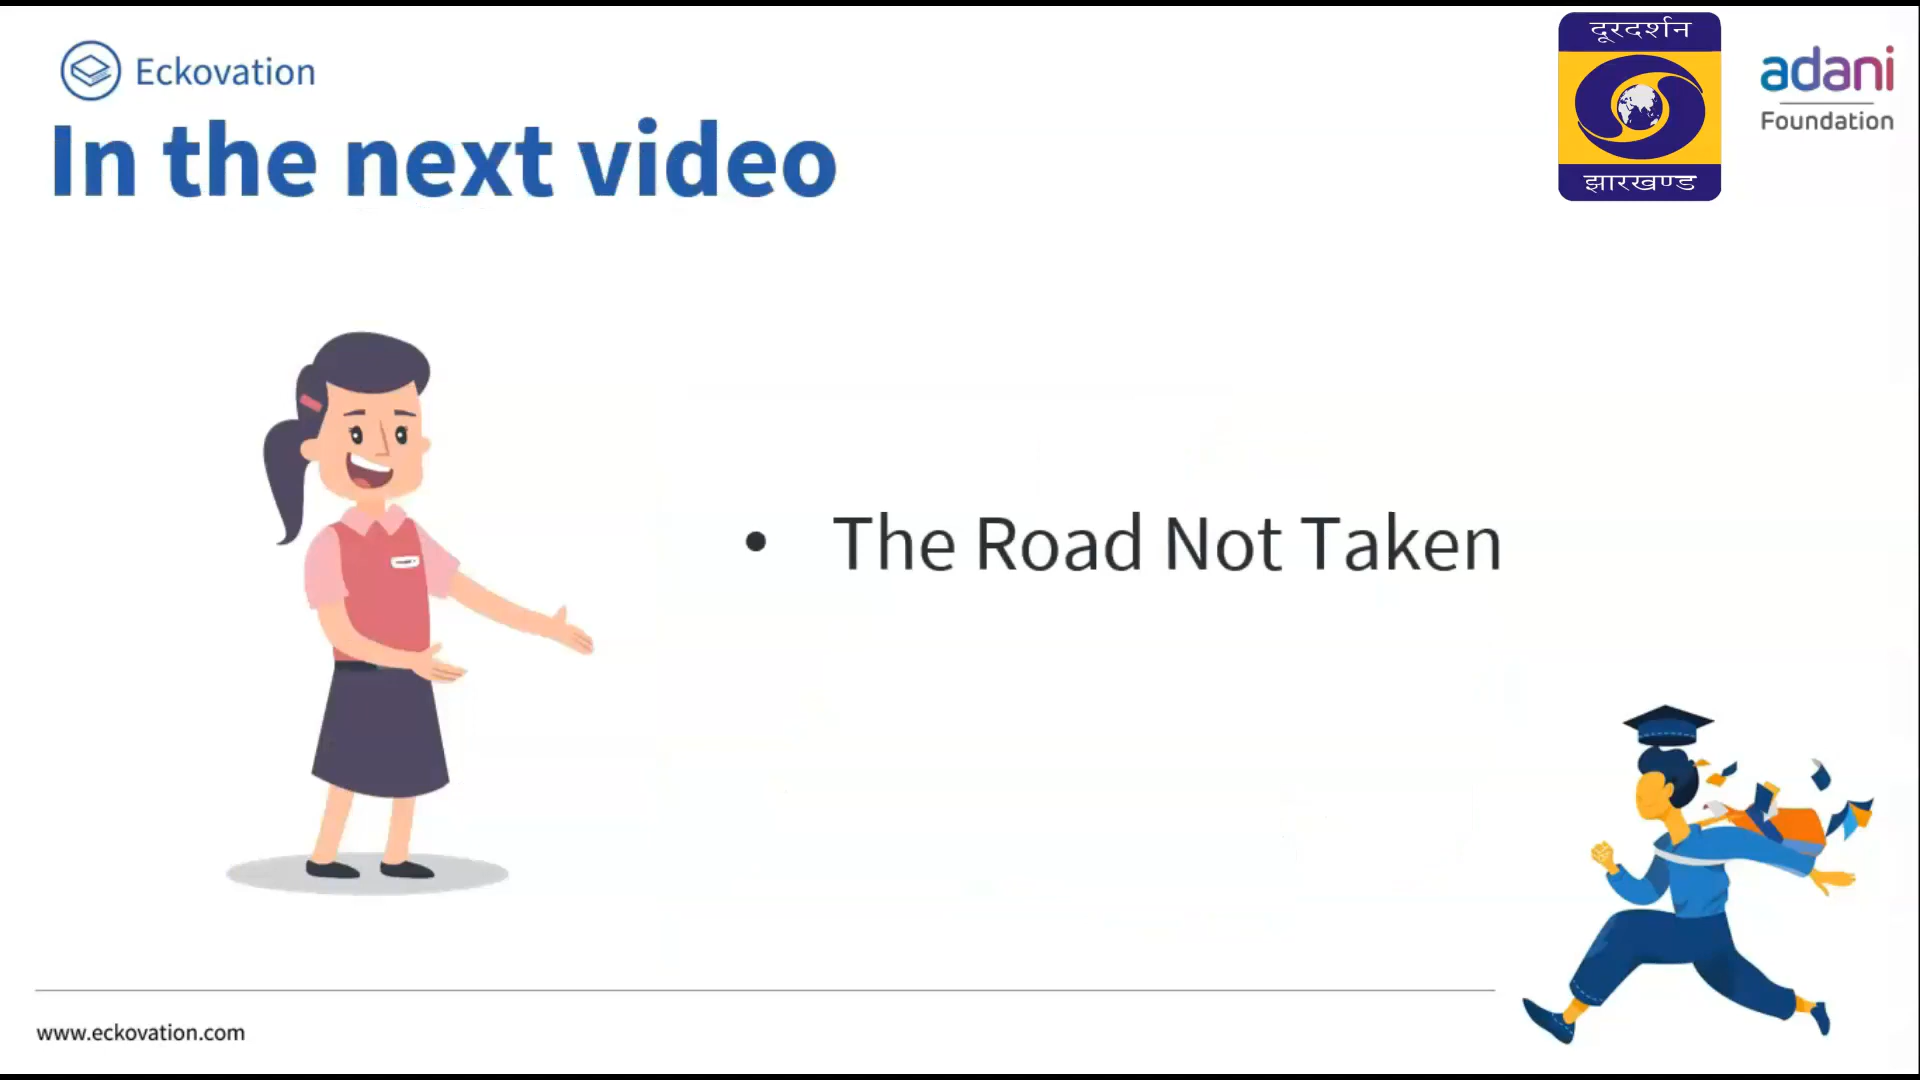 Eckovation
In the next video
दूरदर्शन
झारखण्ड
adani
Foundation
• The Road Not Taken
www.eckovation.com